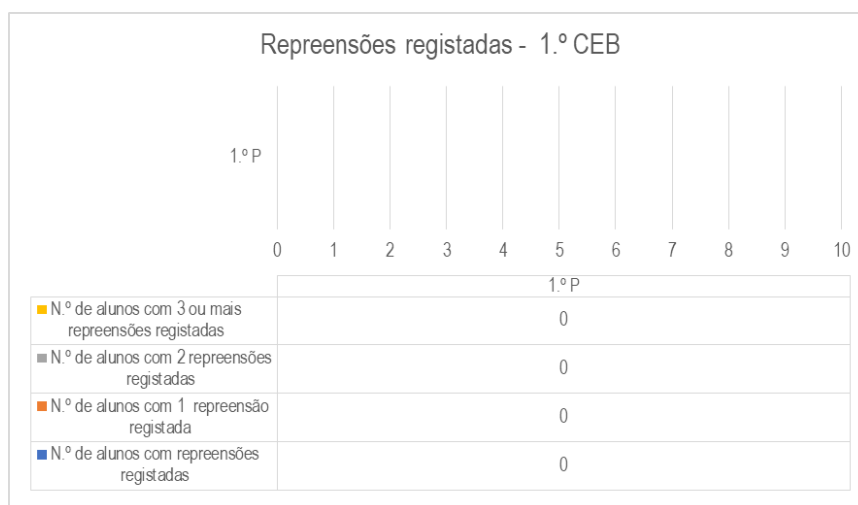 Repreensões registadas - 1.º CEB
1.º P
0 1 2 3 4 5 6 7 8 9 10
1.º P
N.º de alunos com 3 ou mais
repreensões registadas
0
N.º de alunos com 2 repreensões
registadas
0
N.º de alunos com 1 repreensão
registada
0
N.º de alunos com repreensões
registadas
0